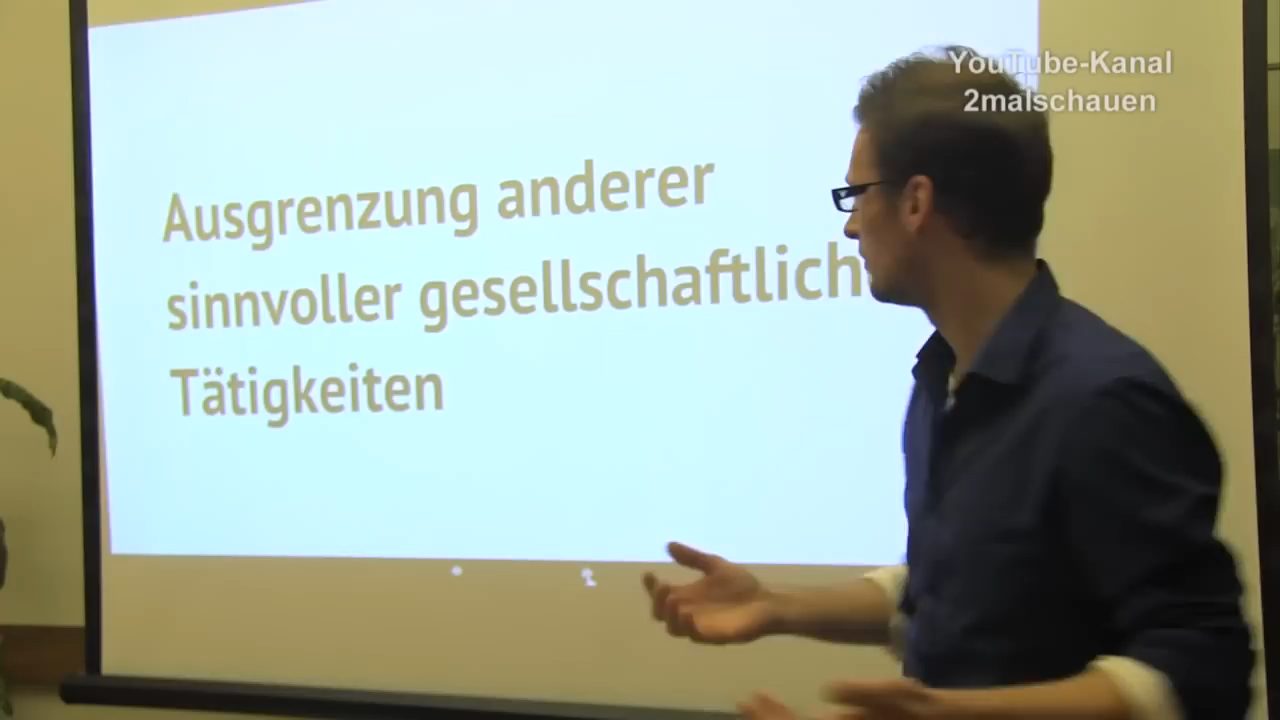 YouTube-Kanal
2malschauen
Ausgrenzung anderer
sinnvoller gesellschaftlich
Tätigkeiten